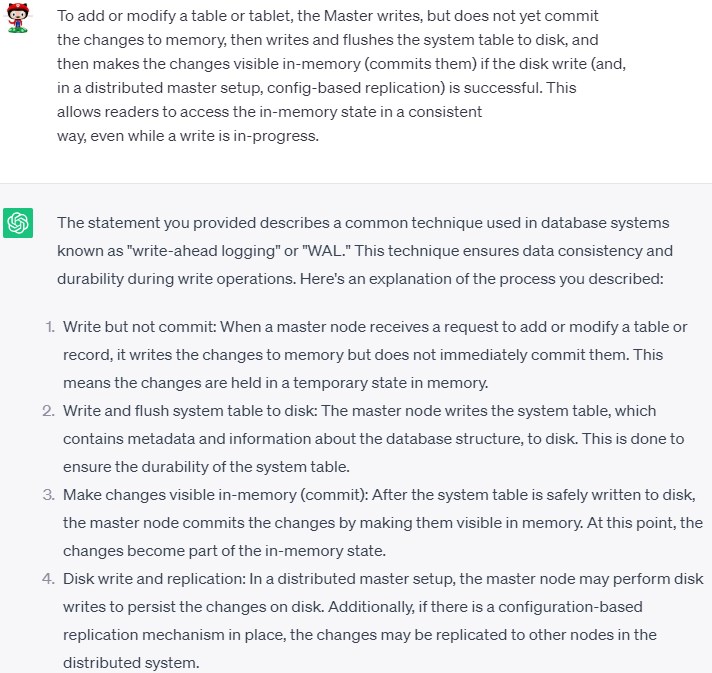 To add or modify a table or tablet, the Master writes, but does not yet commit
the changes to memory, then writes and flushes the system table to disk, and
then makes the changes visible in-memory (commits them) if the disk write (and,
in a distributed master setup, config-based replication) is successful. This
allows readers to access the in-memory state in a consistent
way, even while a write is in-progress.
The statement you provided describes a common technique used in database systems
known as "write-ahead logging" or "WAL." This technique ensures data consistency and
durability during write operations. Here's an explanation of the process you described:
1. Write but not commit: When a master node receives a request to add or modify a table or
record, it writes the changes to memory but does not immediately commit them. This
means the changes are held in a temporary state in memory.
2. Write and flush system table to disk: The master node writes the system table, which
contains metadata and information about the database structure, to disk. This is done to
ensure the durability of the system table.
3. Make changes visible in-memory (commit): After the system table is safely written to disk,
the master node commits the changes by making them visible in memory. At this point, the
changes become part of the in-memory state.
4. Disk write and replication: In a distributed master setup, the master node may perform disk
writes to persist the changes on disk. Additionally, if there is a configuration-based
replication mechanism in place, the changes may be replicated to other nodes in the
distributed system.